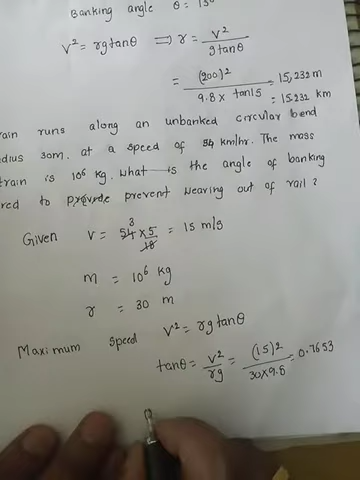 Banking angle θ = 15°
V² = rg tanθ ⟹ r = V² / g tanθ
= (200)² / 9.8 x tan15 = 15,232 m
= 15.232 km
rain runs along an unbanked circular bend
dius 30m. at a speed of 54 km/hr. The mass
train is 10⁶ kg. what is the angle of banking
red to prevent wearing out of rail?
Given V = 54 x 5 / 18 3 = 15 m/s
m = 10⁶ kg
r = 30 m
Maximum speed V² = rg tanθ
tanθ = V² / rg = (15)² / 30x9.8 = 0.7653